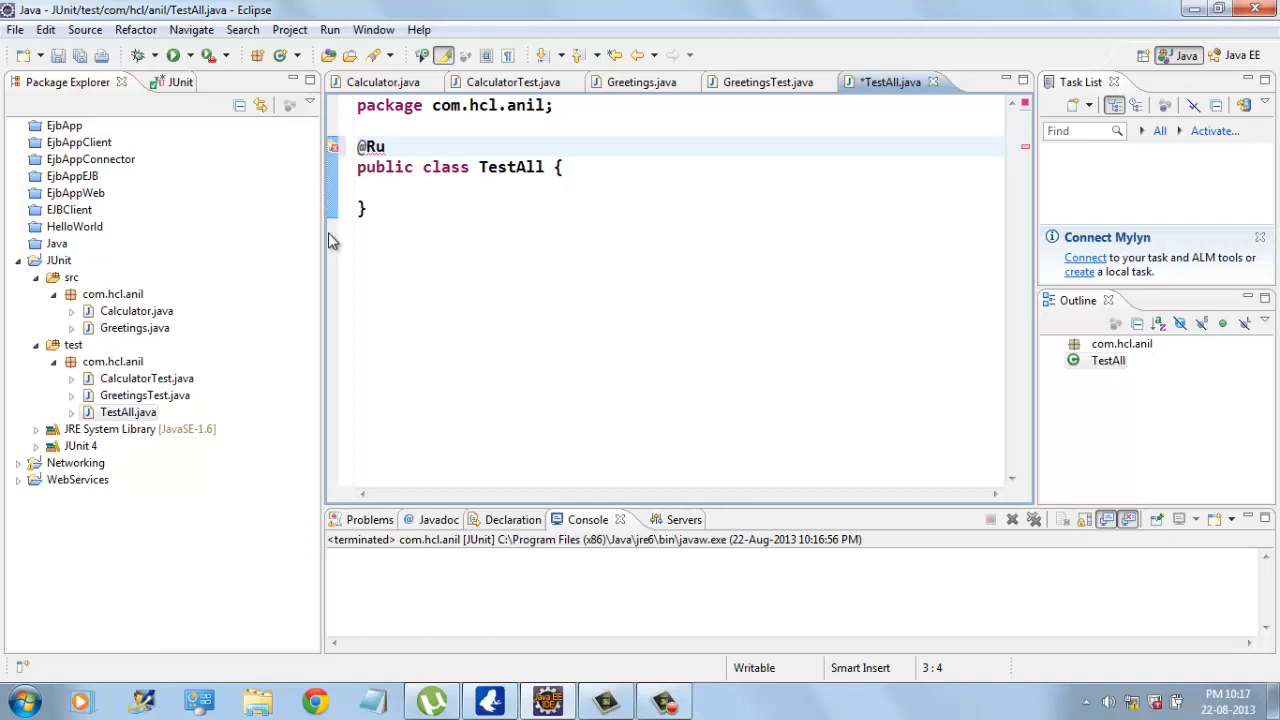 Java - JUnit/test/com/hcl/anil/TestAll.java - Eclipse
File Edit Source Refactor Navigate Search Project Run Window Help
Java Java EE
Package Explorer JUnit
Calculator.java CalculatorTest.java Greetings.java GreetingsTest.java *TestAll.java
Task List
EjbApp
EjbAppClient
EjbAppConnector
EjbAppEJB
EjbAppWeb
EJBClient
HelloWorld
Java
JUnit
src
com.hcl.anil
Calculator.java
Greetings.java
test
com.hcl.anil
CalculatorTest.java
GreetingsTest.java
TestAll.java
JRE System Library [JavaSE-1.6]
JUnit 4
Networking
WebServices
package com.hcl.anil;
@Ru
public class TestAll {
}
Find All Activate...
Connect Mylyn
Connect to your task and ALM tools or
create a local task.
Outline
com.hcl.anil
TestAll
Problems @ Javadoc Declaration Console Servers
<terminated> com.hcl.anil [JUnit] C:\Program Files (x86)\Java\jre6\bin\javaw.exe (22-Aug-2013 10:16:56 PM)
Writable Smart Insert 3 : 4
Java EE
IDE
PM 10:17
22-08-2013